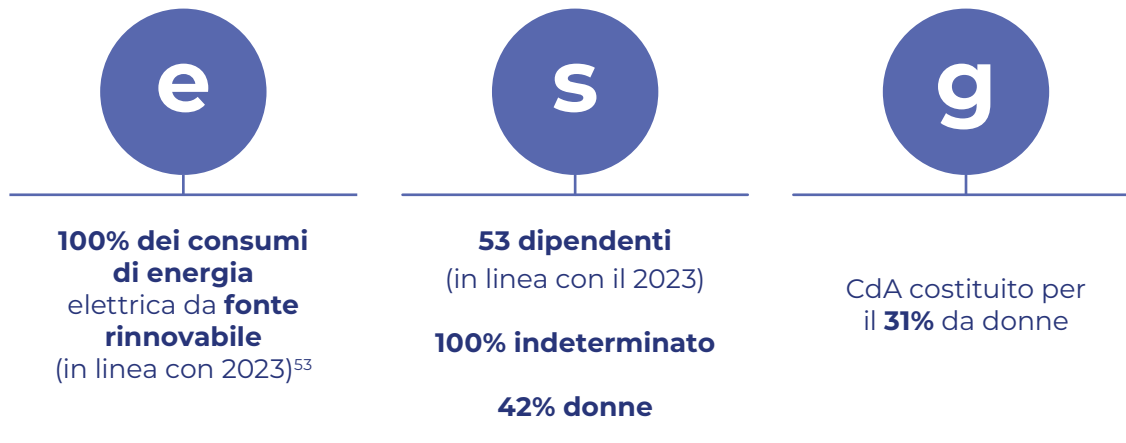 e
100% dei consumi
di energia
elettrica da fonte
rinnovabile
(in linea con 2023)53
s
53 dipendenti
(in linea con il 2023)
100% indeterminato
42% donne
g
CdA costituito per
il 31% da donne